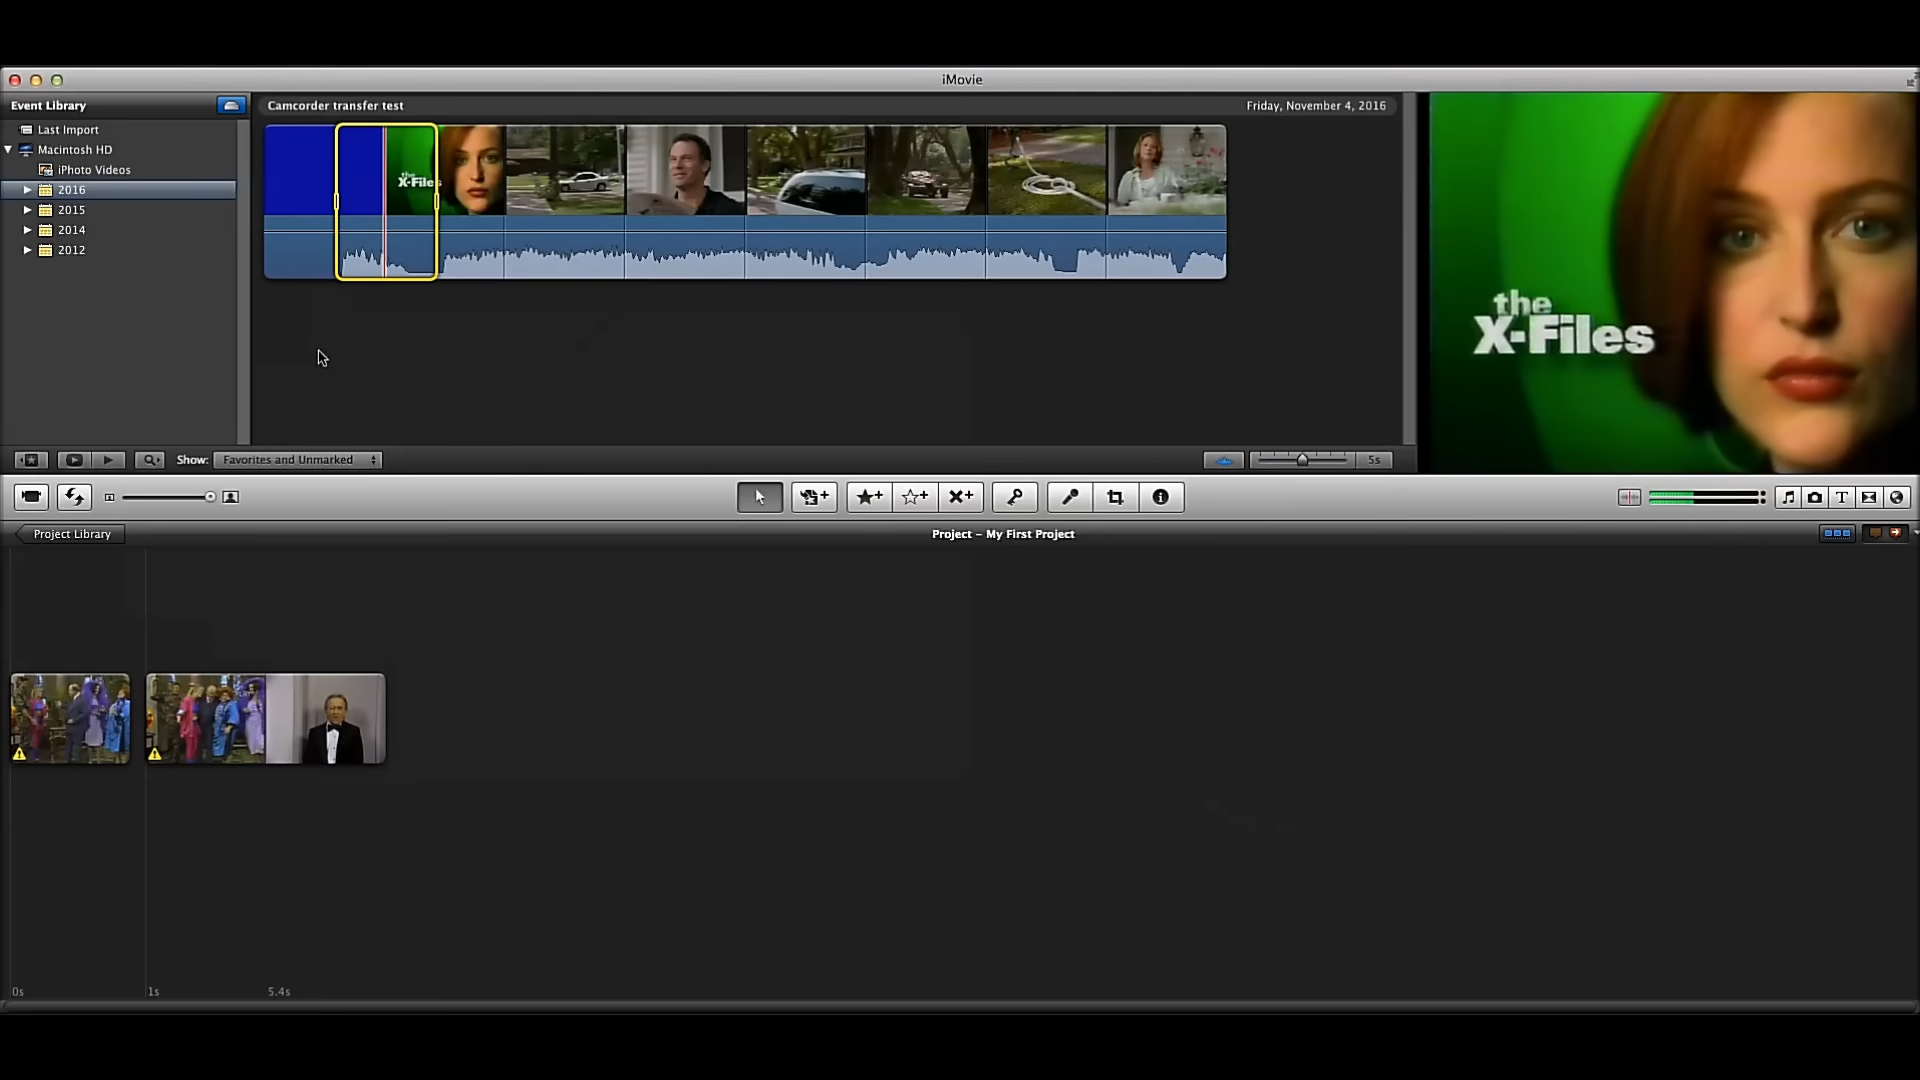 iMovie
Event Library
Camcorder transfer test
Friday, November 4, 2016
Last Import
Macintosh HD
iPhoto Videos
2016
2015
2014
2012
the
X-Files
the
X-Files
Show:
Favorites and Unmarked
5s
Project Library
Project – My First Project
0s
1s
5.4s